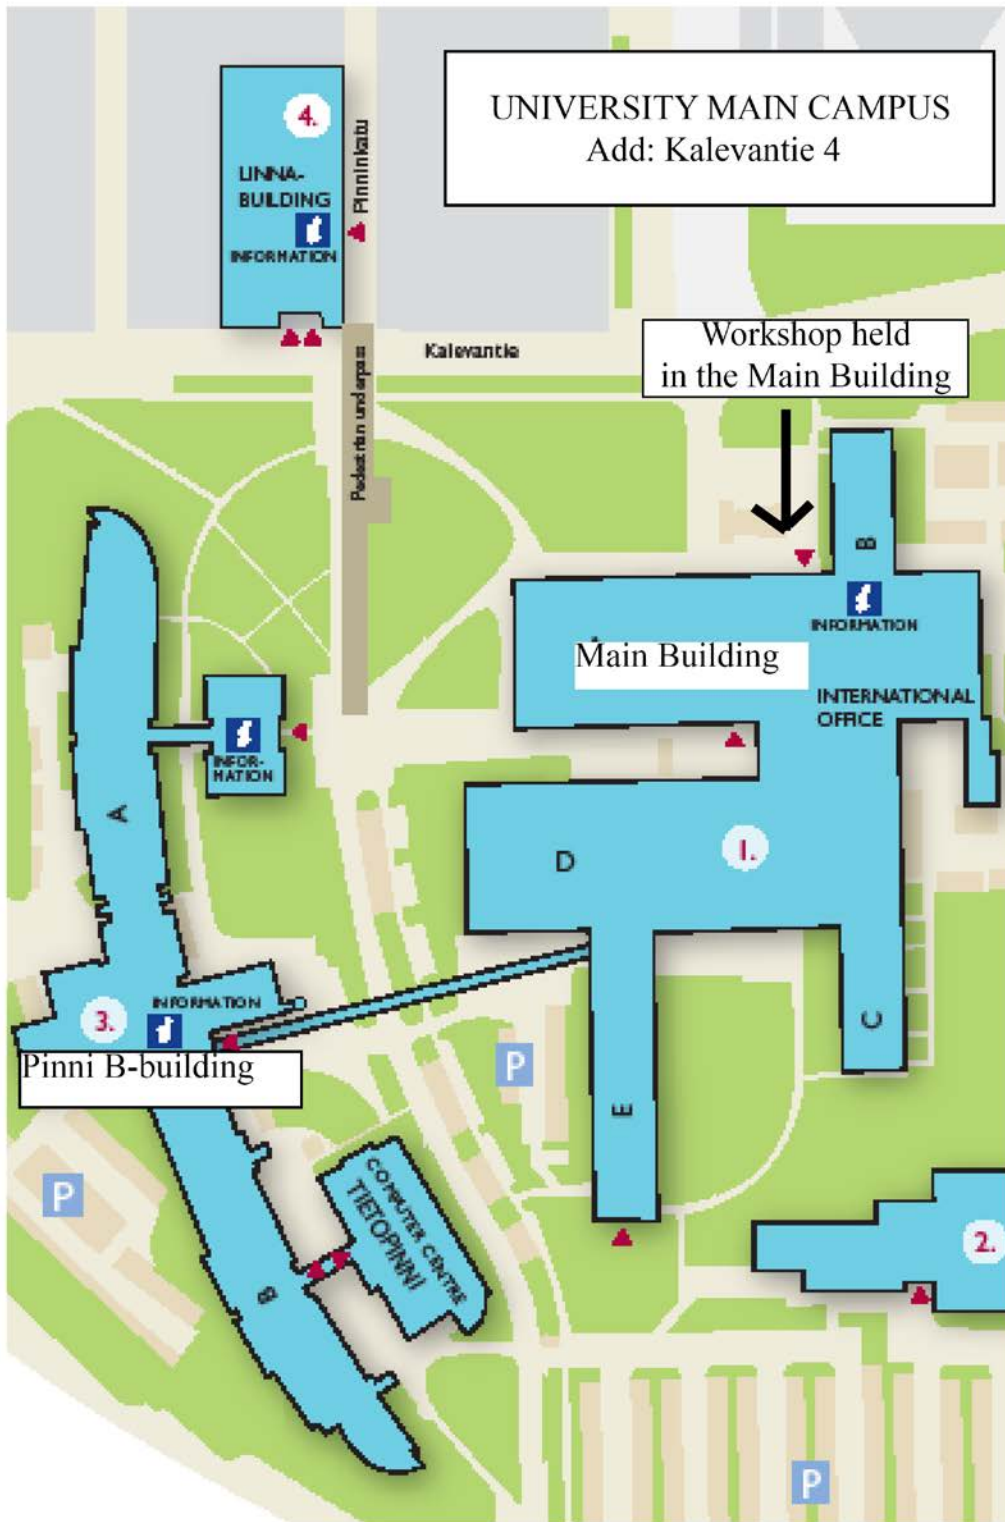 UNIVERSITY MAIN CAMPUS
Add: Kalevantie 4
4.
LINNA-
BUILDING
INFORMATION
Pinninkatu
Kalevantie
Pedestrian underpass
Workshop held
in the Main Building
B
INFORMATION
Main Building
INTERNATIONAL
OFFICE
INFOR-
MATION
A
D
1.
INFORMATION
3.
Pinni B-building
C
P
E
P
COMPUTER CENTRE
TIETOPINNI
2.
B
P